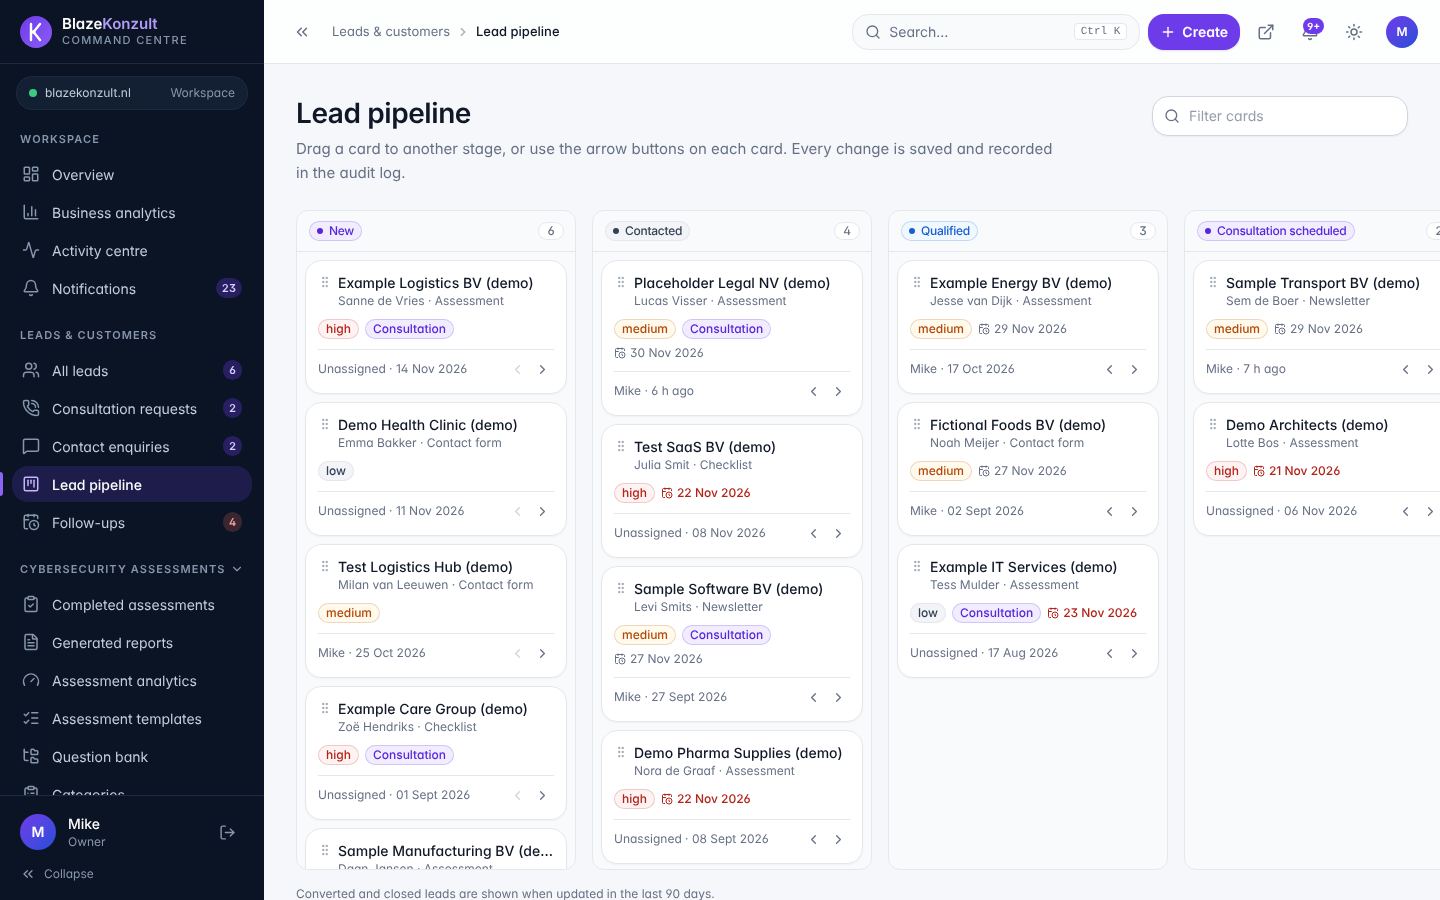 BlazeKonzult
COMMAND CENTRE
blazekonzult.nl Workspace
WORKSPACE
Overview
Business analytics
Activity centre
Notifications 23
LEADS & CUSTOMERS
All leads 6
Consultation requests 2
Contact enquiries 2
Lead pipeline
Follow-ups 4
CYBERSECURITY ASSESSMENTS
Completed assessments
Generated reports
Assessment analytics
Assessment templates
Question bank
Categories
M Mike
Owner
Collapse
Leads & customers Lead pipeline
Search... Ctrl K
Create
9+
M
Lead pipeline
Drag a card to another stage, or use the arrow buttons on each card. Every change is saved and recorded
in the audit log.
Filter cards
New 6
Example Logistics BV (demo)
Sanne de Vries · Assessment
high Consultation
Unassigned · 14 Nov 2026
Demo Health Clinic (demo)
Emma Bakker · Contact form
low
Unassigned · 11 Nov 2026
Test Logistics Hub (demo)
Milan van Leeuwen · Contact form
medium
Mike · 25 Oct 2026
Example Care Group (demo)
Zoë Hendriks · Checklist
high Consultation
Unassigned · 01 Sept 2026
Sample Manufacturing BV (de...
Daan Jansen · Assessment
Contacted 4
Placeholder Legal NV (demo)
Lucas Visser · Assessment
medium Consultation
30 Nov 2026
Mike · 6 h ago
Test SaaS BV (demo)
Julia Smit · Checklist
high 22 Nov 2026
Unassigned · 08 Nov 2026
Sample Software BV (demo)
Levi Smits · Newsletter
medium Consultation
27 Nov 2026
Mike · 27 Sept 2026
Demo Pharma Supplies (demo)
Nora de Graaf · Assessment
high 22 Nov 2026
Unassigned · 08 Sept 2026
Qualified 3
Example Energy BV (demo)
Jesse van Dijk · Assessment
medium 29 Nov 2026
Mike · 17 Oct 2026
Fictional Foods BV (demo)
Noah Meijer · Contact form
medium 27 Nov 2026
Mike · 02 Sept 2026
Example IT Services (demo)
Tess Mulder · Assessment
low Consultation 23 Nov 2026
Unassigned · 17 Aug 2026
Consultation scheduled 2
Sample Transport BV (demo)
Sem de Boer · Newsletter
medium 29 Nov 2026
Mike · 7 h ago
Demo Architects (demo)
Lotte Bos · Assessment
high 21 Nov 2026
Unassigned · 06 Nov 2026
Converted and closed leads are shown when updated in the last 90 days.